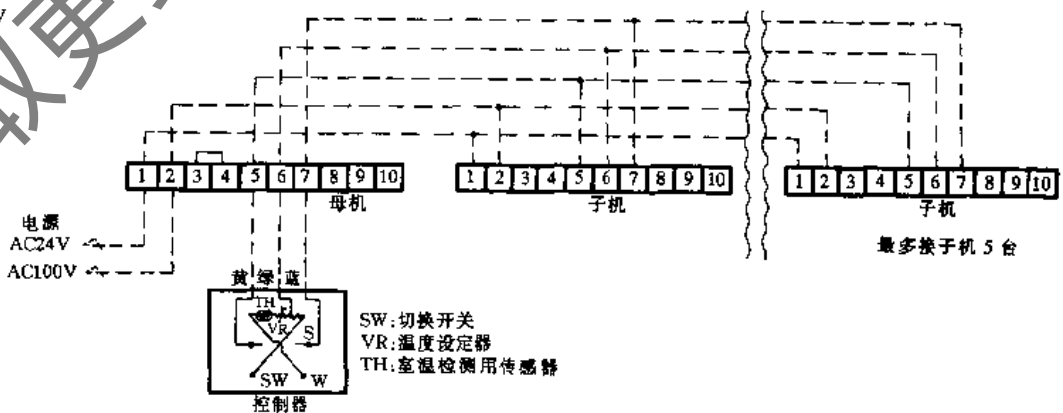 V
1 2 3 4 5 6 7 8 9 10
母机
1 2 3 4 5 6 7 8 9 10
子机
1 2 3 4 5 6 7 8 9 10
子机
最多接子机 5 台
电源
AC24V
AC100V
黄 绿 蓝
TH
VR
S
SW
W
控制器
SW:切换开关
VR:温度设定器
TH:室温检测用传感器